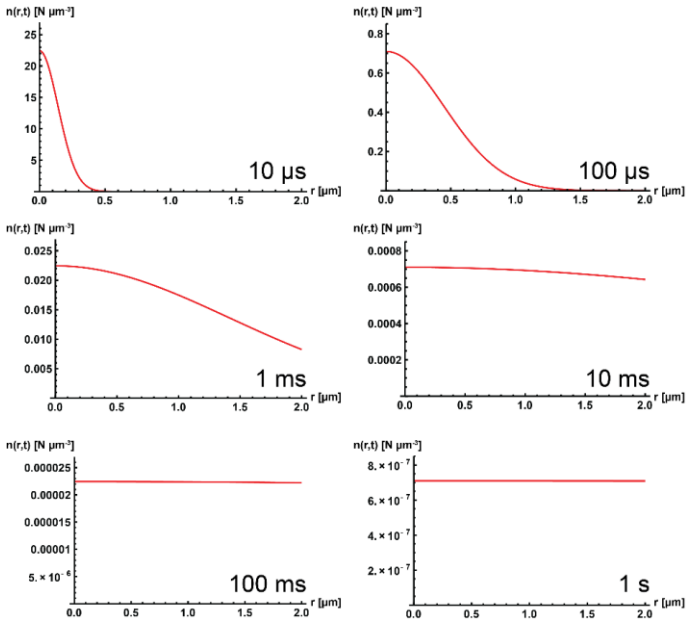 n(r,t) [N μm⁻³]
25
20
15
10
5
0.0 0.5 1.0 1.5 2.0 r [μm]
10 μs
n(r,t) [N μm⁻³]
0.8
0.6
0.4
0.2
0.0 0.5 1.0 1.5 2.0 r [μm]
100 μs
n(r,t) [N μm⁻³]
0.025
0.020
0.015
0.010
0.005
0.0 0.5 1.0 1.5 2.0 r [μm]
1 ms
n(r,t) [N μm⁻³]
0.0008
0.0006
0.0004
0.0002
0.0 0.5 1.0 1.5 2.0 r [μm]
10 ms
n(r,t) [N μm⁻³]
0.000025
0.00002
0.000015
0.00001
5. × 10⁻⁶
0.0 0.5 1.0 1.5 2.0 r [μm]
100 ms
n(r,t) [N μm⁻³]
8. × 10⁻⁷
6. × 10⁻⁷
4. × 10⁻⁷
2. × 10⁻⁷
0.0 0.5 1.0 1.5 2.0 r [μm]
1 s